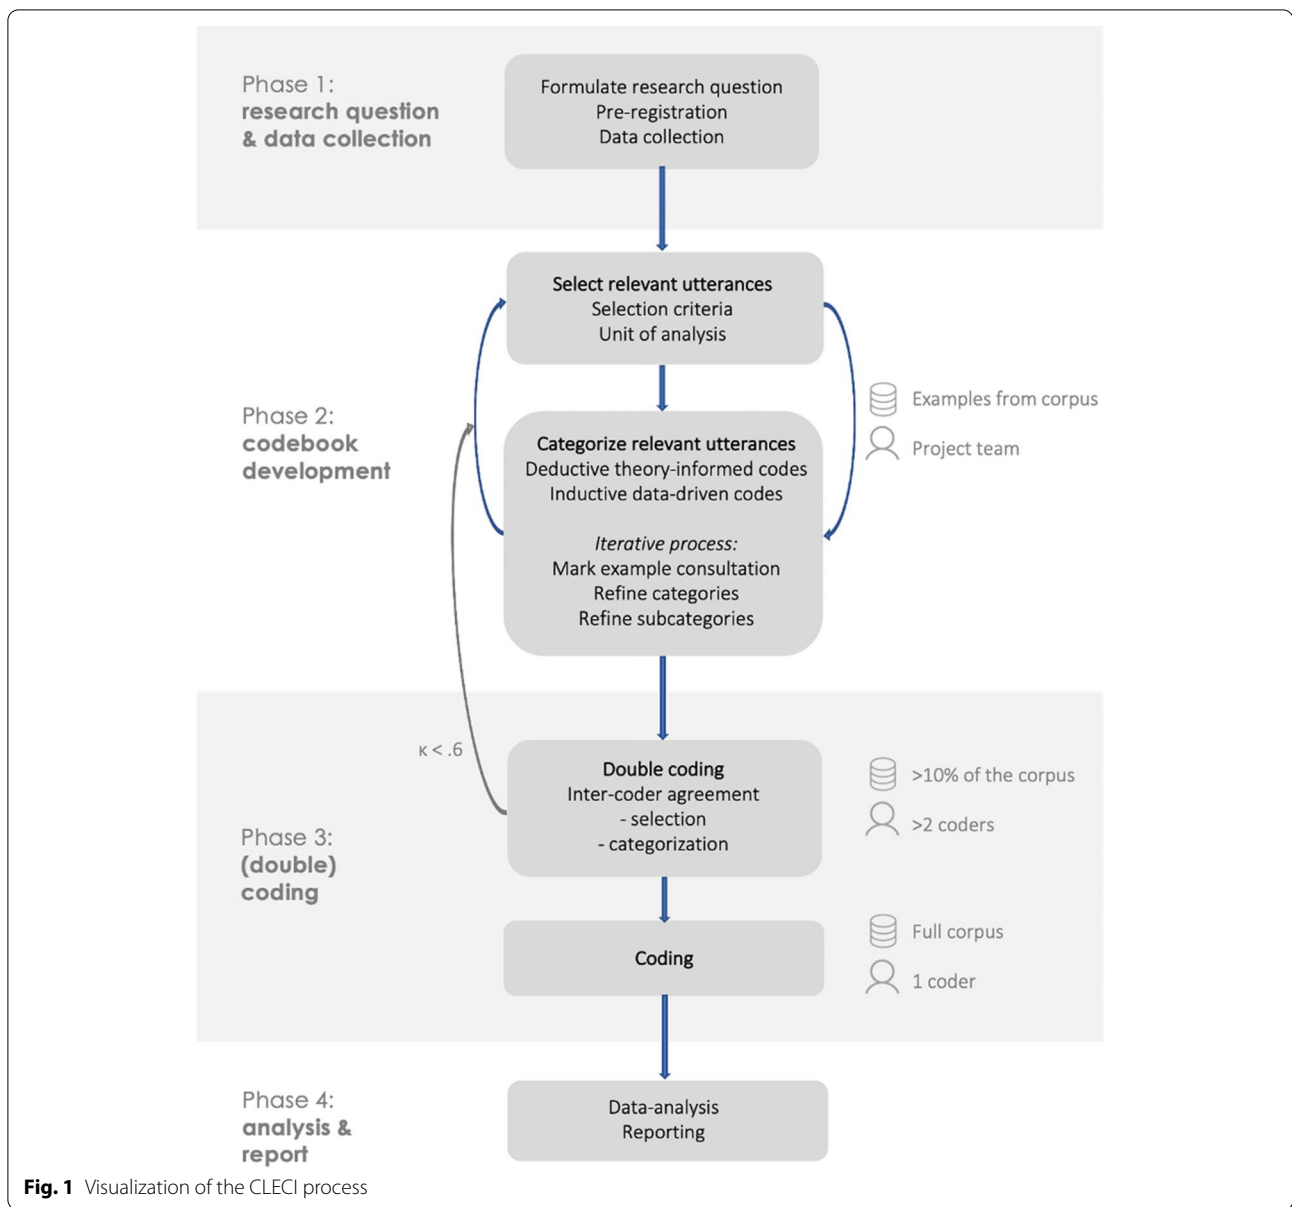 Phase 1:
research question
& data collection
Formulate research question
Pre-registration
Data collection
Phase 2:
codebook
development
Select relevant utterances
Selection criteria
Unit of analysis
Categorize relevant utterances
Deductive theory-informed codes
Inductive data-driven codes
Iterative process:
Mark example consultation
Refine categories
Refine subcategories
Examples from corpus
Project team
Phase 3:
(double)
coding
κ < .6
Double coding
Inter-coder agreement
- selection
- categorization
>10% of the corpus
>2 coders
Coding
Full corpus
1 coder
Phase 4:
analysis &
report
Data-analysis
Reporting
Fig. 1 Visualization of the CLECI process